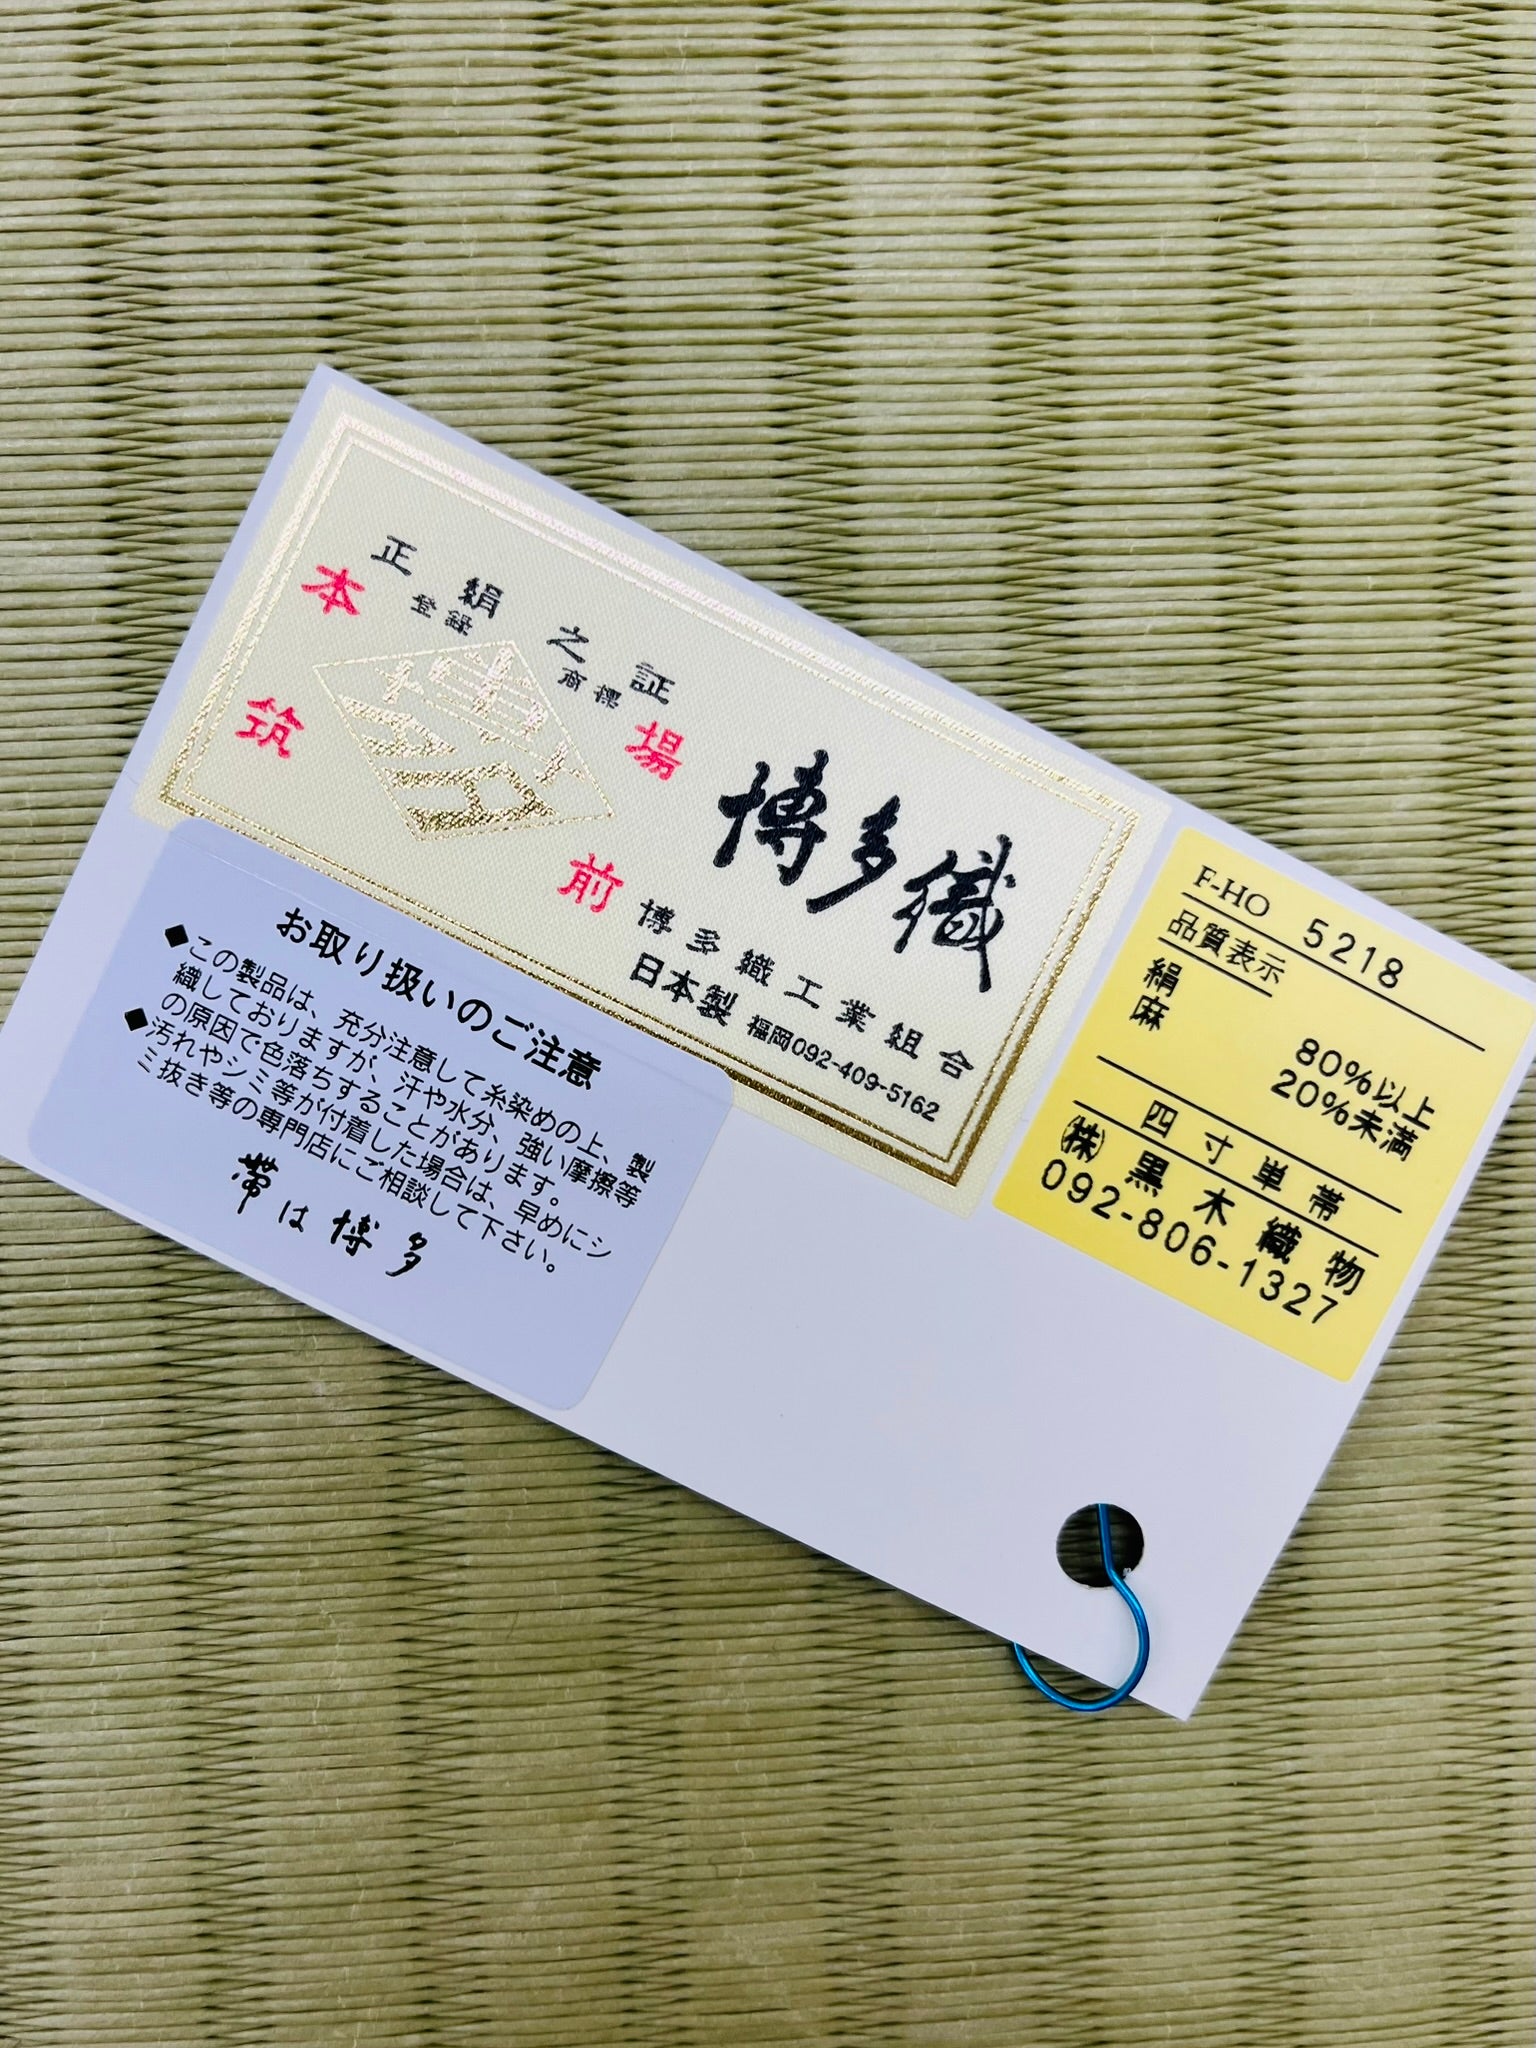 正絹之証
登録 商標
本場
筑前
博多織
博多織工業組合
日本製 福岡092-409-5162
F-HO 5218
品質表示
絹 80%以上
麻 20%未満
四寸単帯
㈱黒木織物
092-806-1327
お取り扱いのご注意
◆この製品は、充分注意して糸染めの上、製
織しておりますが、汗や水分、強い摩擦等
の原因で色落ちすることがあります。
◆汚れやシミ等が付着した場合は、早めにシ
ミ抜き等の専門店にご相談して下さい。
帯は博多